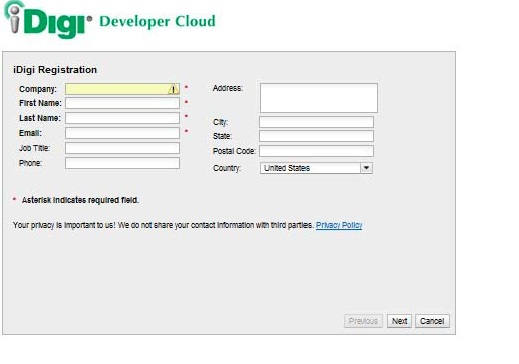 iDigi® Developer Cloud
iDigi Registration
Company: *
First Name: *
Last Name: *
Email: *
Job Title:
Phone:
Address:
City:
State:
Postal Code:
Country: United States
* Asterisk indicates required field.
Your privacy is important to us! We do not share your contact information with third parties. Privacy Policy
Previous Next Cancel